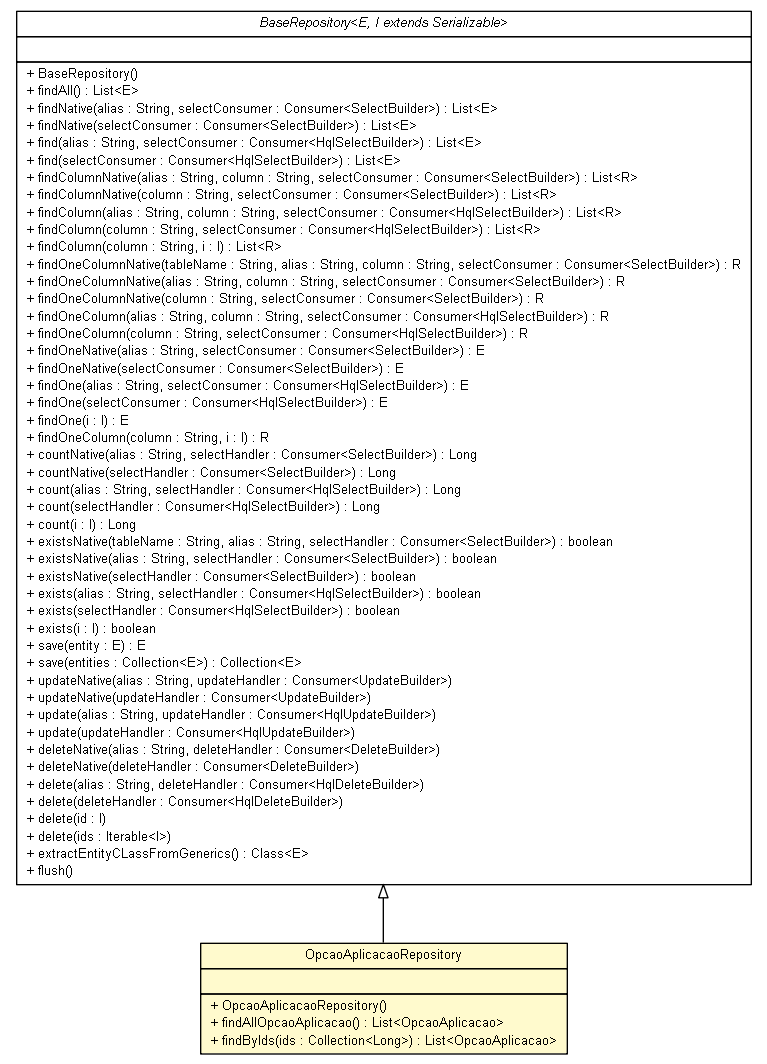 BaseRepository<E, I extends Serializable>
+ BaseRepository()
+ findAll() : List<E>
+ findNative(alias : String, selectConsumer : Consumer<SelectBuilder>) : List<E>
+ findNative(selectConsumer : Consumer<SelectBuilder>) : List<E>
+ find(alias : String, selectConsumer : Consumer<HqlSelectBuilder>) : List<E>
+ find(selectConsumer : Consumer<HqlSelectBuilder>) : List<E>
+ findColumnNative(alias : String, column : String, selectConsumer : Consumer<SelectBuilder>) : List<R>
+ findColumnNative(column : String, selectConsumer : Consumer<SelectBuilder>) : List<R>
+ findColumn(alias : String, column : String, selectConsumer : Consumer<HqlSelectBuilder>) : List<R>
+ findColumn(column : String, selectConsumer : Consumer<HqlSelectBuilder>) : List<R>
+ findColumn(column : String, i : I) : List<R>
+ findOneColumnNative(tableName : String, alias : String, column : String, selectConsumer : Consumer<SelectBuilder>) : R
+ findOneColumnNative(alias : String, column : String, selectConsumer : Consumer<SelectBuilder>) : R
+ findOneColumnNative(column : String, selectConsumer : Consumer<SelectBuilder>) : R
+ findOneColumn(alias : String, column : String, selectConsumer : Consumer<HqlSelectBuilder>) : R
+ findOneColumn(column : String, selectConsumer : Consumer<HqlSelectBuilder>) : R
+ findOneNative(alias : String, selectConsumer : Consumer<SelectBuilder>) : E
+ findOneNative(selectConsumer : Consumer<SelectBuilder>) : E
+ findOne(alias : String, selectConsumer : Consumer<HqlSelectBuilder>) : E
+ findOne(selectConsumer : Consumer<HqlSelectBuilder>) : E
+ findOne(i : I) : E
+ findOneColumn(column : String, i : I) : R
+ countNative(alias : String, selectHandler : Consumer<SelectBuilder>) : Long
+ countNative(selectHandler : Consumer<SelectBuilder>) : Long
+ count(alias : String, selectHandler : Consumer<HqlSelectBuilder>) : Long
+ count(selectHandler : Consumer<HqlSelectBuilder>) : Long
+ count(i : I) : Long
+ existsNative(tableName : String, alias : String, selectHandler : Consumer<SelectBuilder>) : boolean
+ existsNative(alias : String, selectHandler : Consumer<SelectBuilder>) : boolean
+ existsNative(selectHandler : Consumer<SelectBuilder>) : boolean
+ exists(alias : String, selectHandler : Consumer<HqlSelectBuilder>) : boolean
+ exists(selectHandler : Consumer<HqlSelectBuilder>) : boolean
+ exists(i : I) : boolean
+ save(entity : E) : E
+ save(entities : Collection<E>) : Collection<E>
+ updateNative(alias : String, updateHandler : Consumer<UpdateBuilder>)
+ updateNative(updateHandler : Consumer<UpdateBuilder>)
+ update(alias : String, updateHandler : Consumer<HqlUpdateBuilder>)
+ update(updateHandler : Consumer<HqlUpdateBuilder>)
+ deleteNative(alias : String, deleteHandler : Consumer<DeleteBuilder>)
+ deleteNative(deleteHandler : Consumer<DeleteBuilder>)
+ delete(alias : String, deleteHandler : Consumer<HqlDeleteBuilder>)
+ delete(deleteHandler : Consumer<HqlDeleteBuilder>)
+ delete(id : I)
+ delete(ids : Iterable<I>)
+ extractEntityCLassFromGenerics() : Class<E>
+ flush()
OpcaoAplicacaoRepository
+ OpcaoAplicacaoRepository()
+ findAllOpcaoAplicacao() : List<OpcaoAplicacao>
+ findByIds(ids : Collection<Long>) : List<OpcaoAplicacao>